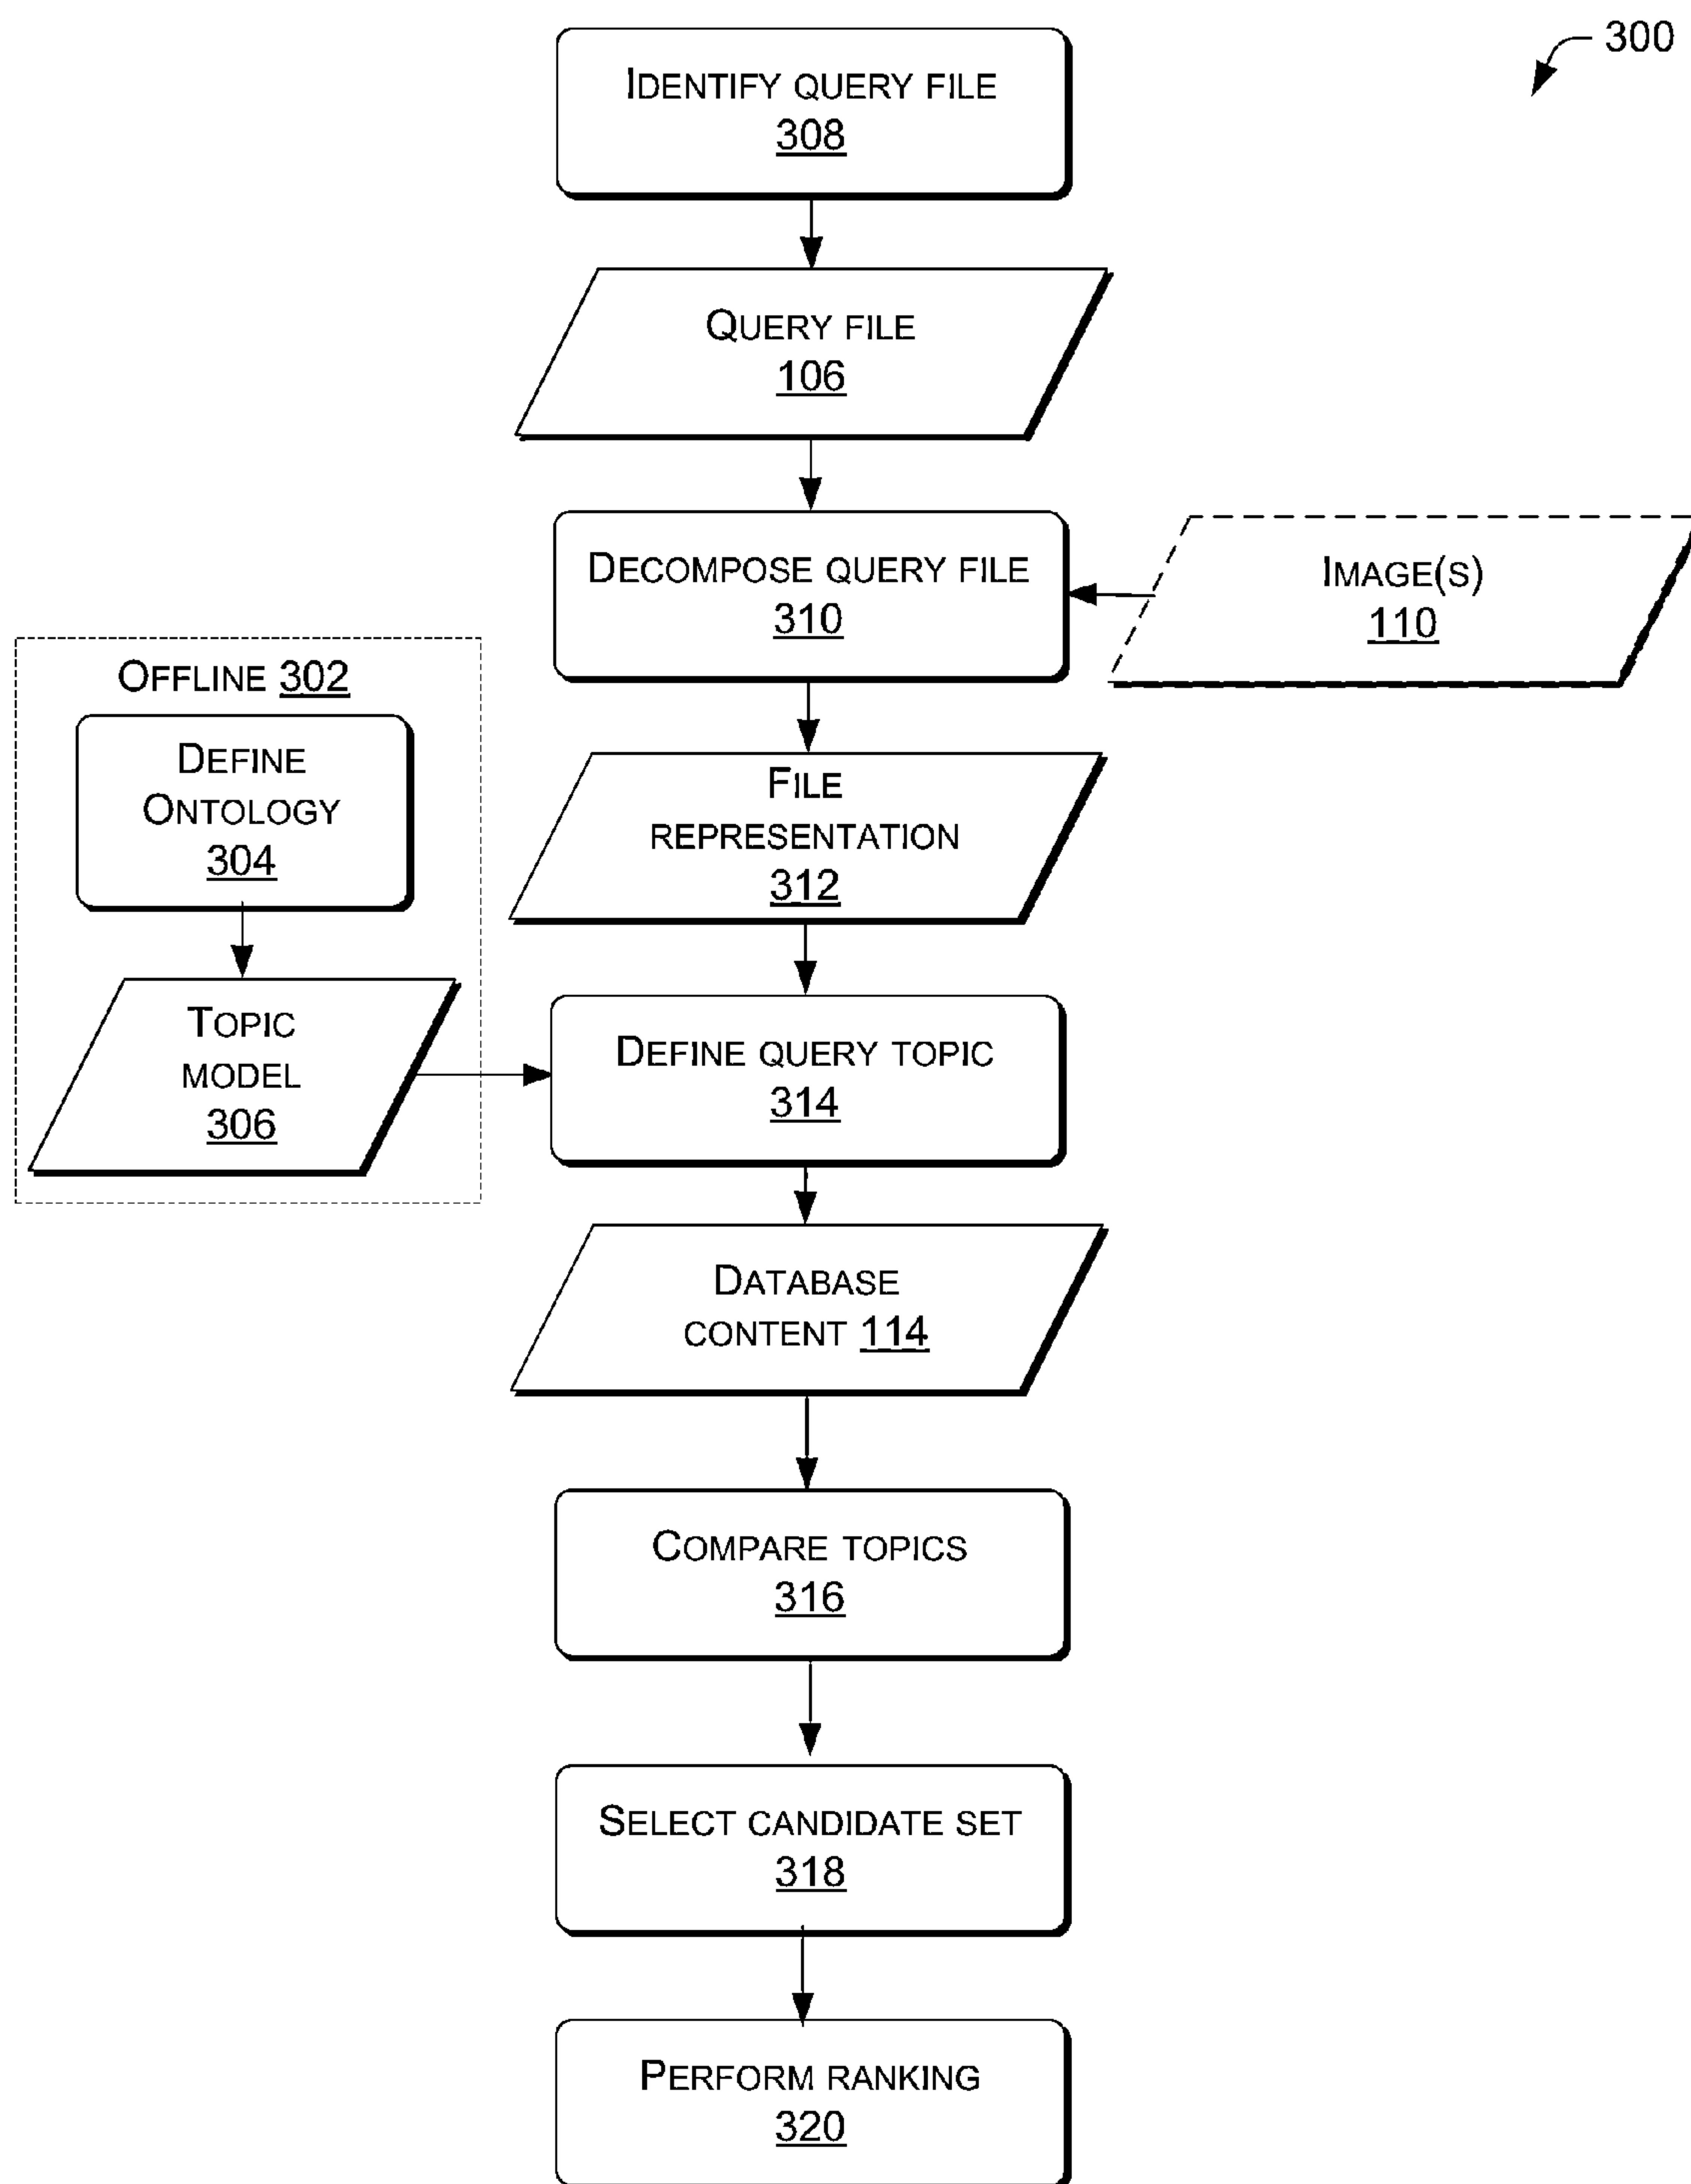 300
IDENTIFY QUERY FILE
308
QUERY FILE
106
DECOMPOSE QUERY FILE
310
IMAGE(S)
110
OFFLINE 302
DEFINE
ONTOLOGY
304
FILE
REPRESENTATION
312
TOPIC
MODEL
306
DEFINE QUERY TOPIC
314
DATABASE
CONTENT 114
COMPARE TOPICS
316
SELECT CANDIDATE SET
318
PERFORM RANKING
320